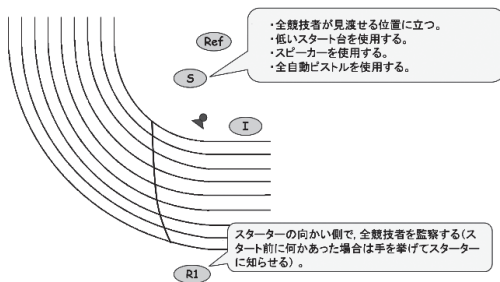 Ref
・全競技者が見渡せる位置に立つ。
・低いスタート台を使用する。
・スピーカーを使用する。
・全自動ピストルを使用する。
S
I
スターターの向かい側で，全競技者を監察する（ス
タート前に何かあった場合は手を挙げてスターター
に知らせる）。
R1